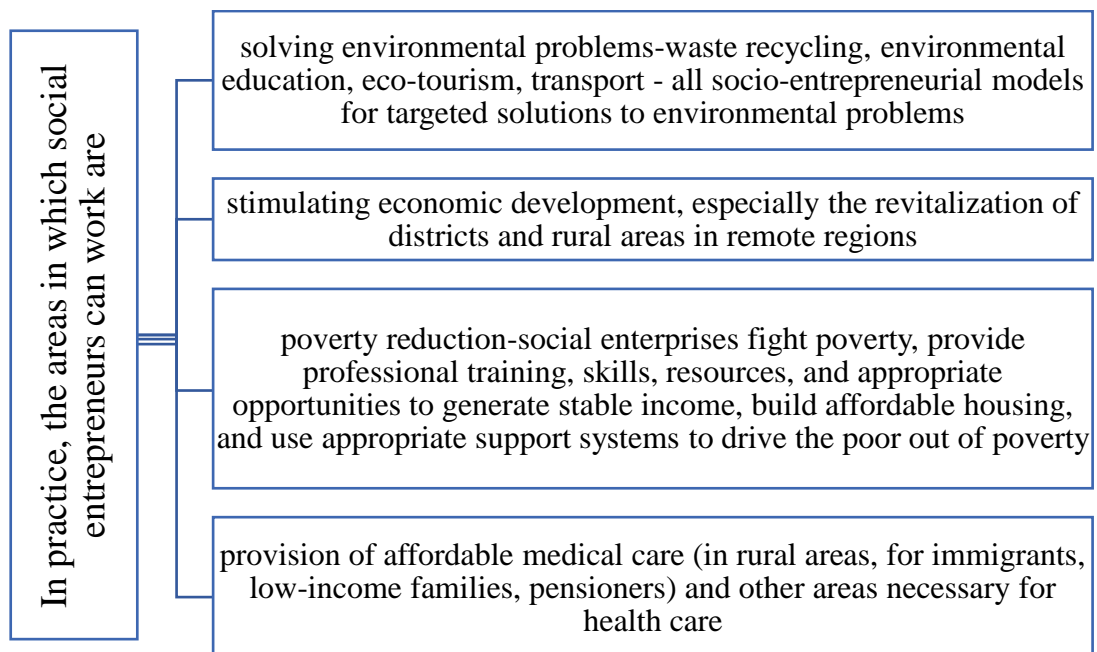 In practice, the areas in which social
entrepreneurs can work are
solving environmental problems-waste recycling, environmental
education, eco-tourism, transport - all socio-entrepreneurial models
for targeted solutions to environmental problems
stimulating economic development, especially the revitalization of
districts and rural areas in remote regions
poverty reduction-social enterprises fight poverty, provide
professional training, skills, resources, and appropriate
opportunities to generate stable income, build affordable housing,
and use appropriate support systems to drive the poor out of poverty
provision of affordable medical care (in rural areas, for immigrants,
low-income families, pensioners) and other areas necessary for
health care